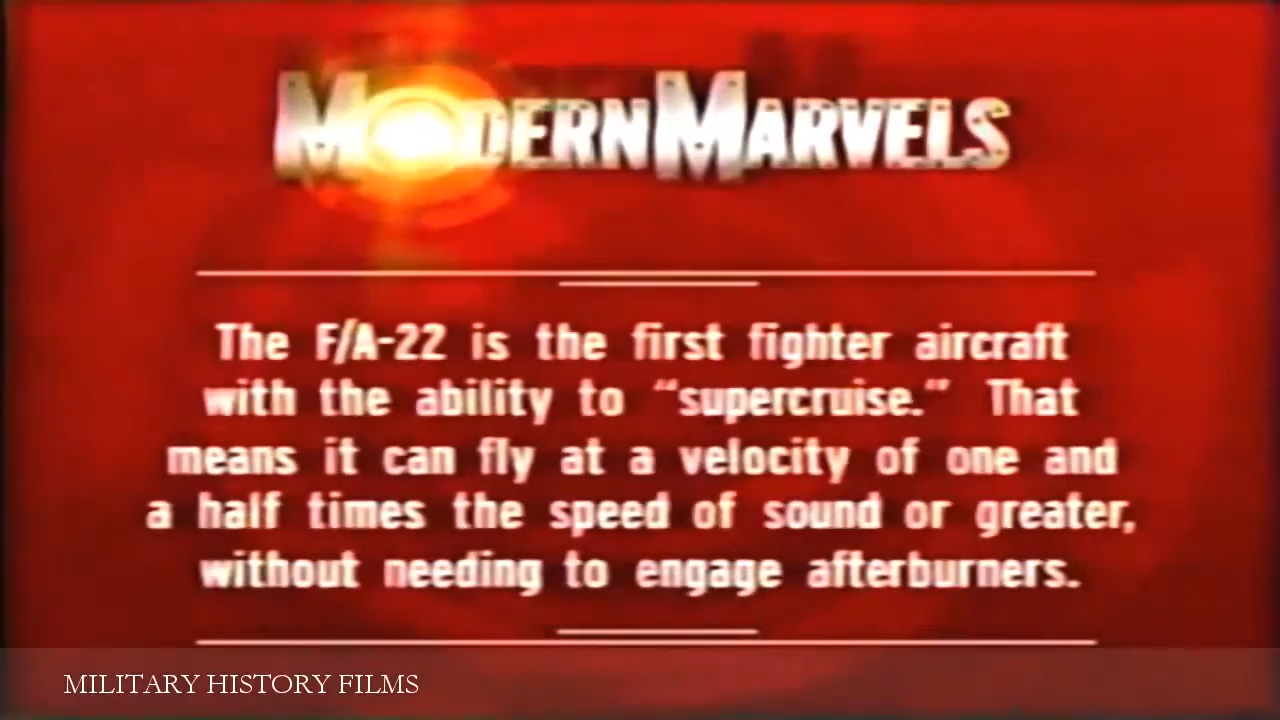 MODERN MARVELS
The F/A-22 is the first fighter aircraft
with the ability to “supercruise.” That
means it can fly at a velocity of one and
a half times the speed of sound or greater,
without needing to engage afterburners.
MILITARY HISTORY FILMS